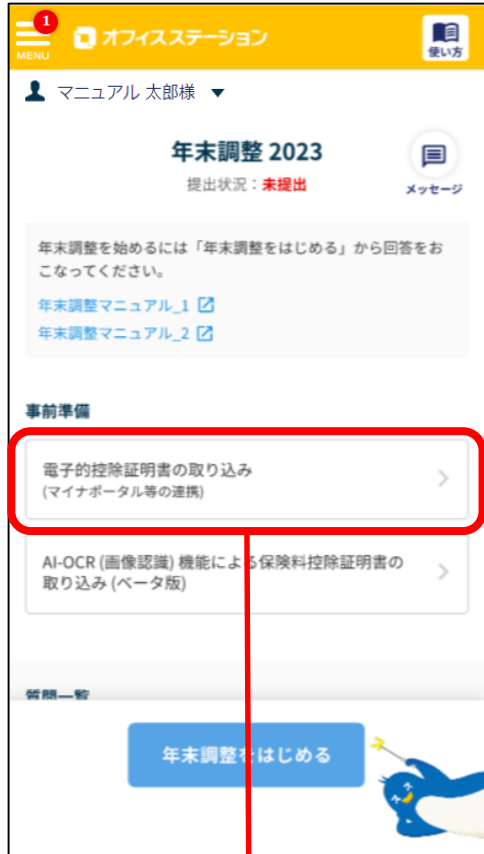 1
MENU
オフィスステーション
使い方
マニュアル 太郎様 ▼
年末調整 2023
提出状況：未提出
メッセージ
年末調整を始めるには「年末調整をはじめる」から回答をお
こなってください。
年末調整マニュアル_1
年末調整マニュアル_2
事前準備
電子的控除証明書の取り込み
(マイナポータル等の連携)
AI-OCR (画像認識) 機能による保険料控除証明書の
取り込み (ベータ版)
質問一覧
年末調整をはじめる